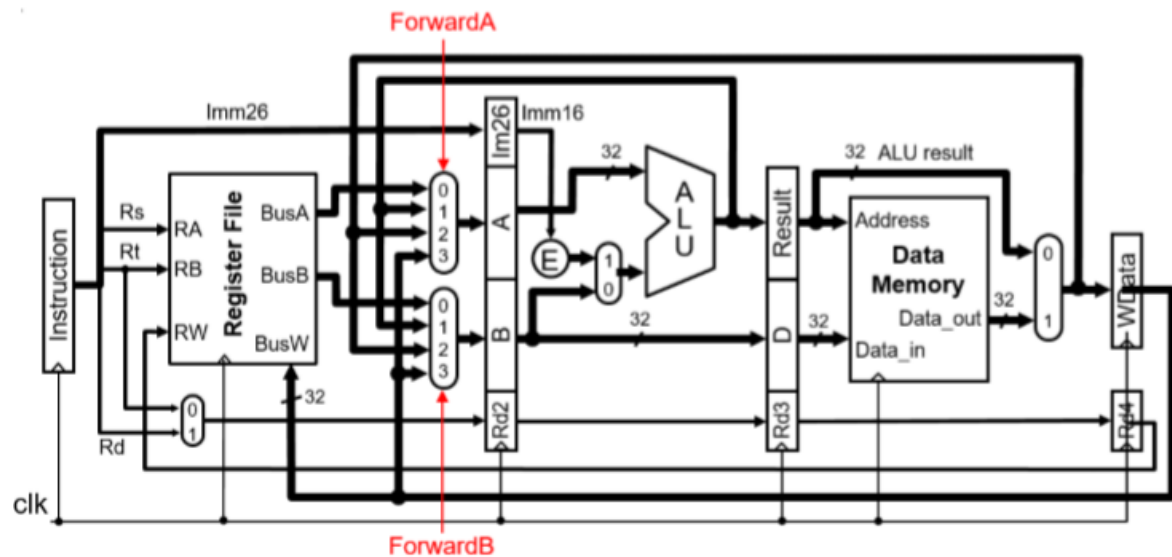 ForwardA
Imm26
Imm16
Im26
32
32 ALU result
Instruction
Rs
RA
Rt
RB
RW
Register File
BusA
BusB
BusW
0
1
2
3
A
E
1
0
ALU
Result
Address
Data
Memory
Data_out
Data_in
0
1
32
WData
0
1
2
3
B
32
D
32
32
0
1
Rd
Rd2
Rd3
Rd4
clk
ForwardB